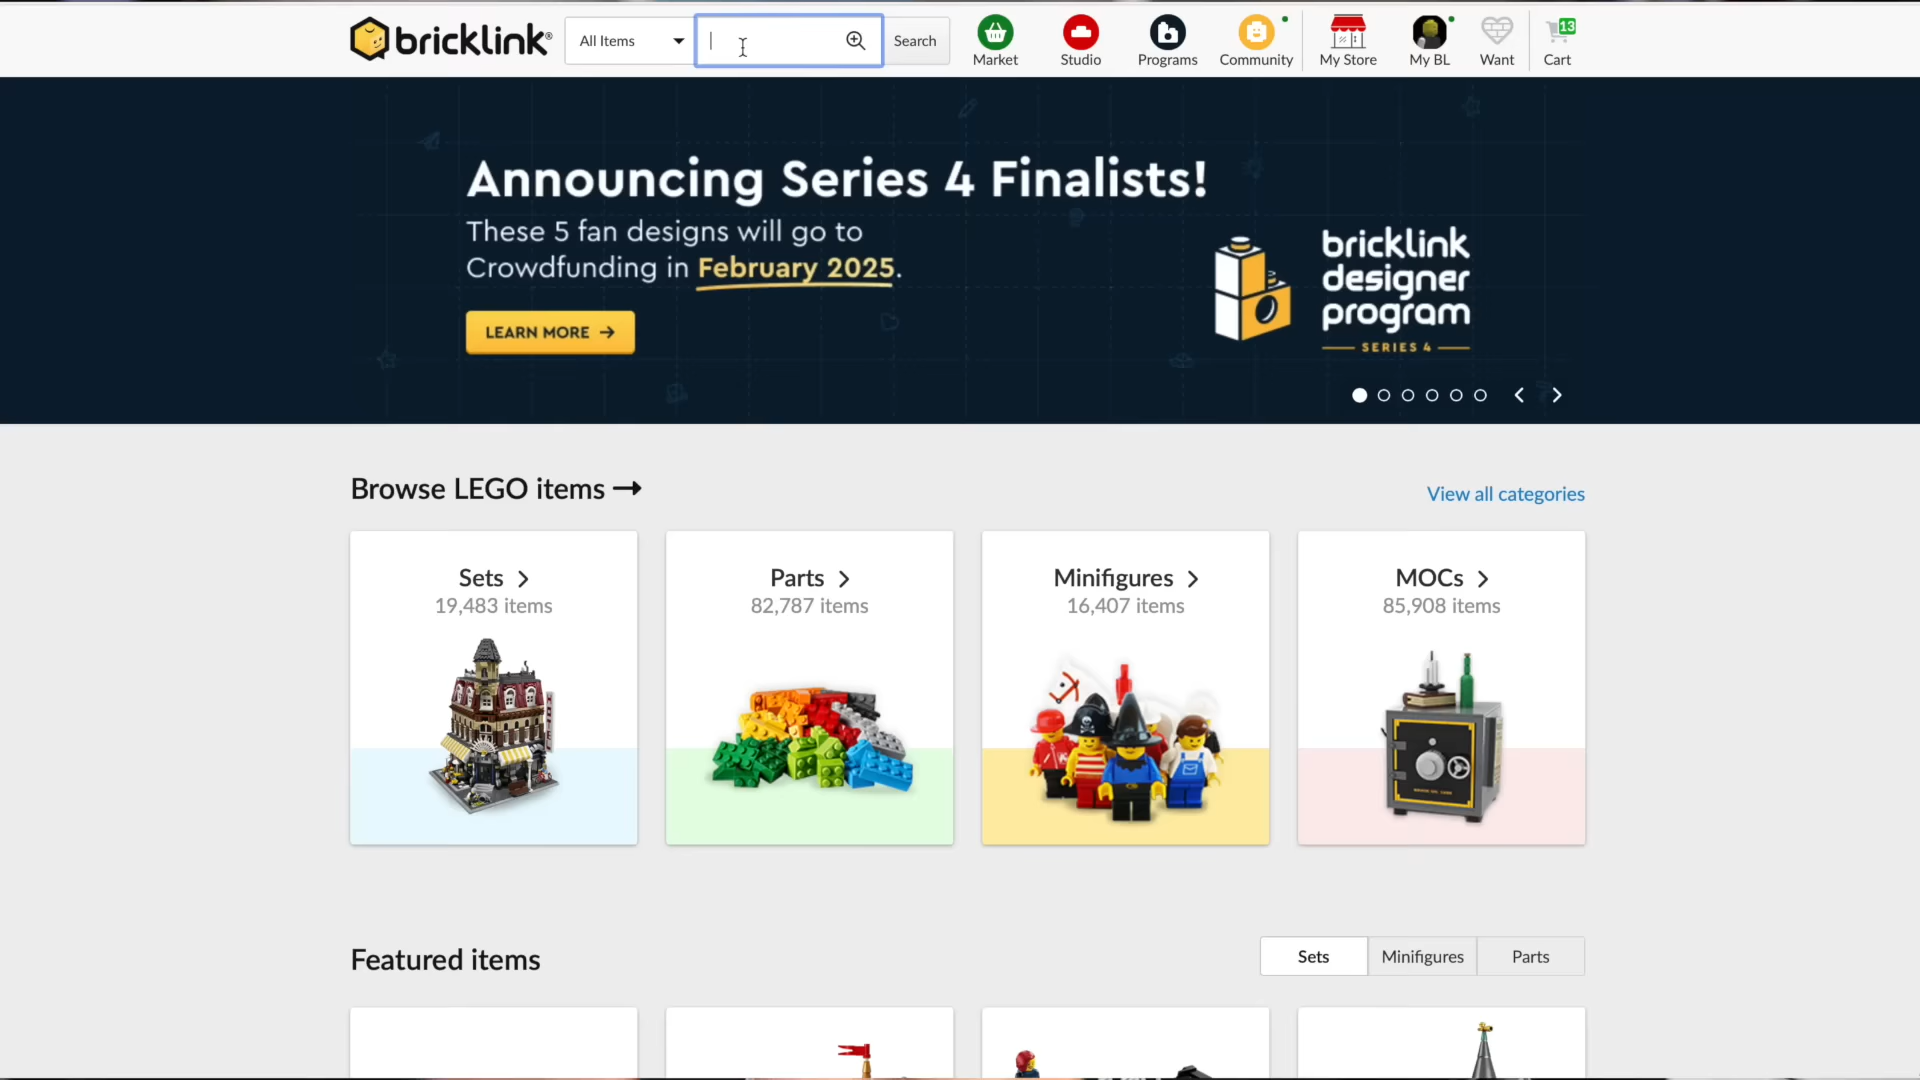 bricklink®
All Items
Search
Market
Studio
Programs
Community
My Store
My BL
Want
13
Cart
Announcing Series 4 Finalists!
These 5 fan designs will go to
Crowdfunding in February 2025.
LEARN MORE →
bricklink
designer
program
SERIES 4
Browse LEGO items →
View all categories
Sets >
19,483 items
Parts >
82,787 items
Minifigures >
16,407 items
MOCs >
85,908 items
Featured items
Sets
Minifigures
Parts